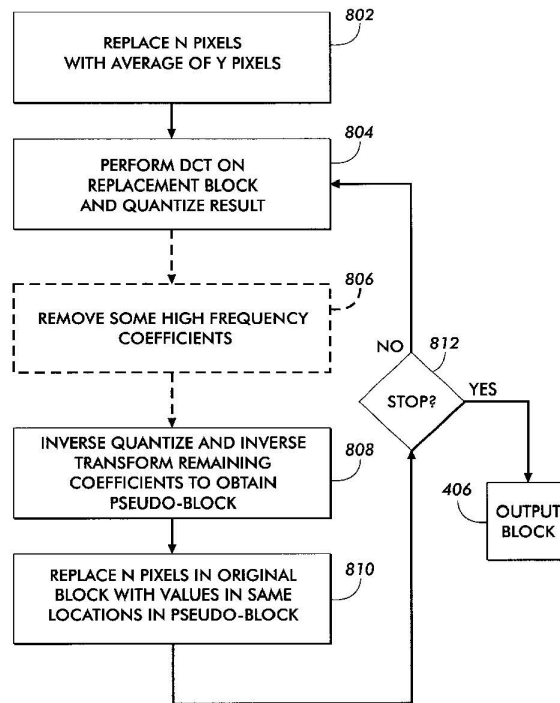 802
REPLACE N PIXELS
WITH AVERAGE OF Y PIXELS
804
PERFORM DCT ON
REPLACEMENT BLOCK
AND QUANTIZE RESULT
806
REMOVE SOME HIGH FREQUENCY
COEFFICIENTS
NO
812
STOP?
YES
INVERSE QUANTIZE AND INVERSE
TRANSFORM REMAINING
COEFFICIENTS TO OBTAIN
PSEUDO-BLOCK
808
406
OUTPUT
BLOCK
REPLACE N PIXELS IN ORIGINAL
BLOCK WITH VALUES IN SAME
LOCATIONS IN PSEUDO-BLOCK
810